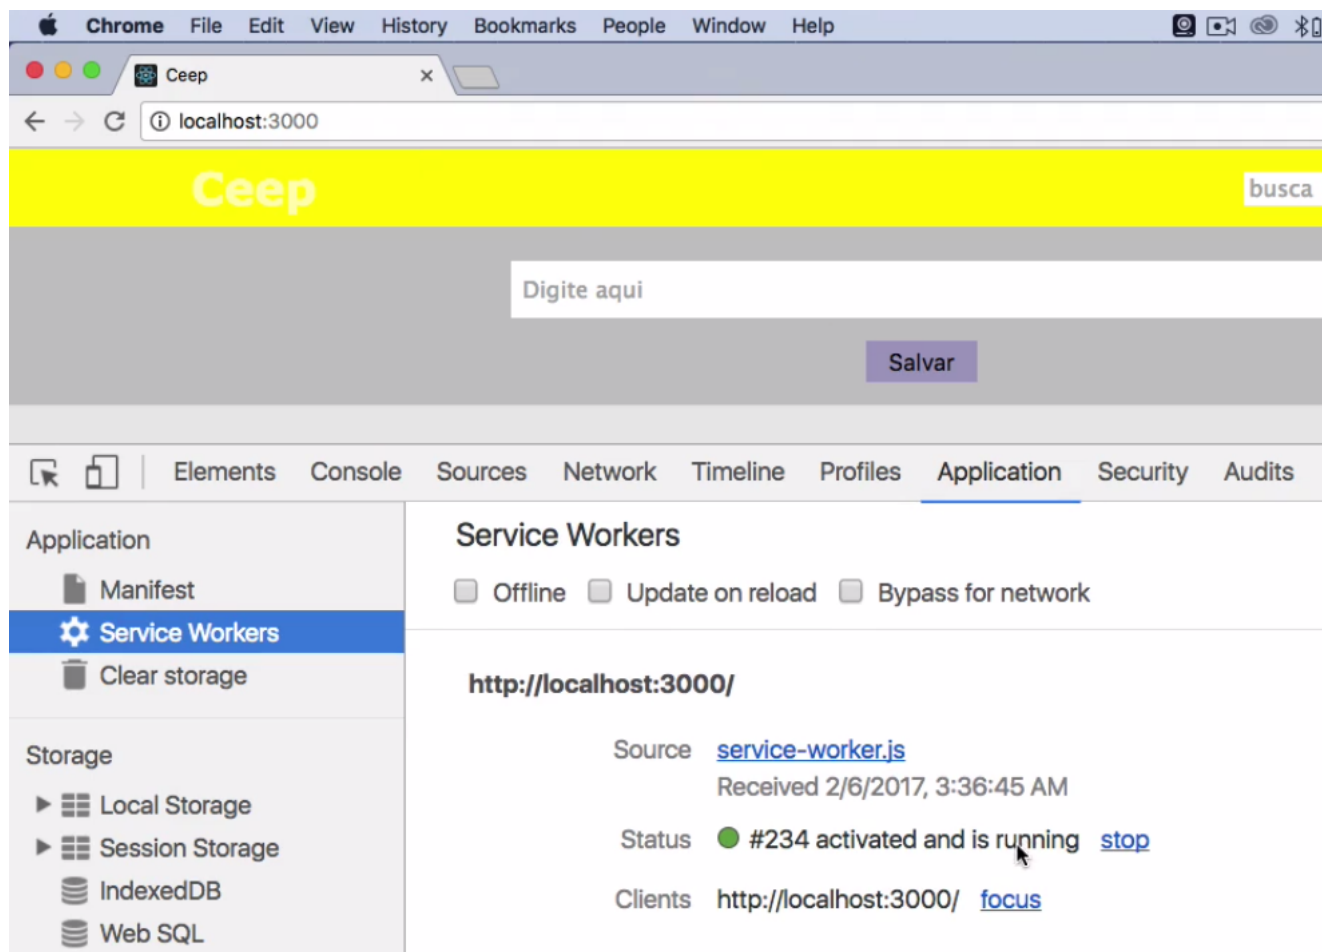 Chrome File Edit View History Bookmarks People Window Help
Ceep
localhost:3000
Ceep
busca
Digite aqui
Salvar
Elements Console Sources Network Timeline Profiles Application Security Audits
Application
Manifest
Service Workers
Clear storage
Storage
Local Storage
Session Storage
IndexedDB
Web SQL
Service Workers
Offline Update on reload Bypass for network
http://localhost:3000/
Source service-worker.js
Received 2/6/2017, 3:36:45 AM
Status #234 activated and is running stop
Clients http://localhost:3000/ focus